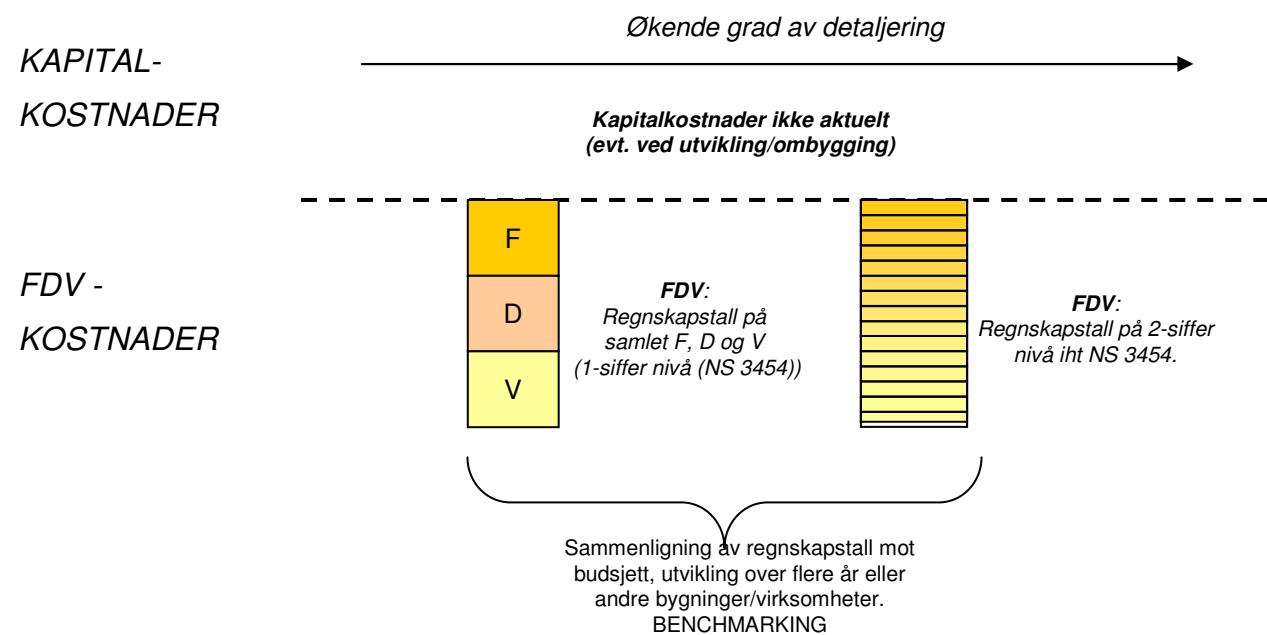 Økende grad av detaljering
KAPITAL-
KOSTNADER
Kapitalkostnader ikke aktuelt
(evt. ved utvikling/ombygging)
FDV -
KOSTNADER
F
D
V
FDV:
Regnskapstall på
samlet F, D og V
(1-siffer nivå (NS 3454))
FDV:
Regnskapstall på 2-siffer
nivå iht NS 3454.
Sammenligning av regnskapstall mot
budsjett, utvikling over flere år eller
andre bygninger/virksomheter.
BENCHMARKING